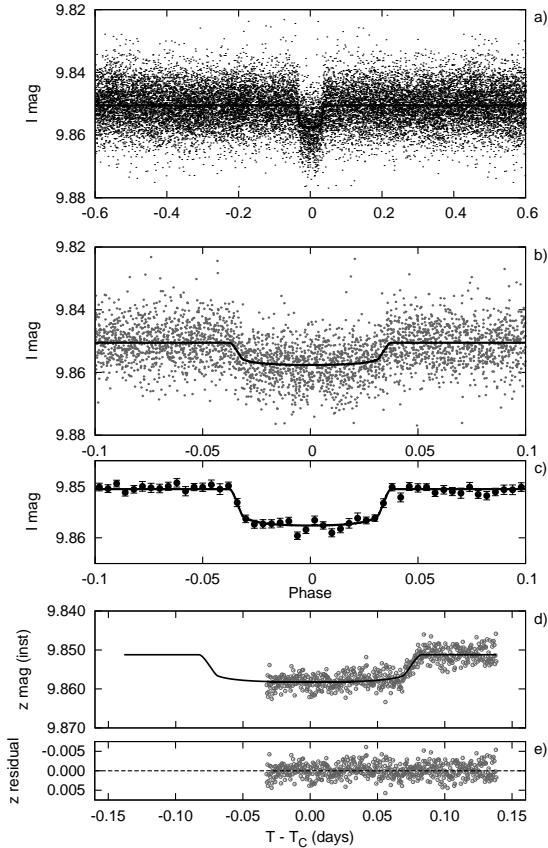 9.82
9.84
9.86
9.88
I mag
a)
-0.6 -0.4 -0.2 0 0.2 0.4 0.6
9.82
9.84
9.86
9.88
I mag
b)
-0.1 -0.05 0 0.05 0.1
9.85
9.86
I mag
c)
-0.1 -0.05 0 0.05 0.1
Phase
9.840
9.850
9.860
9.870
z mag (inst)
d)
-0.005
0.000
0.005
z residual
e)
-0.15 -0.10 -0.05 0.00 0.05 0.10 0.15
T - TC (days)